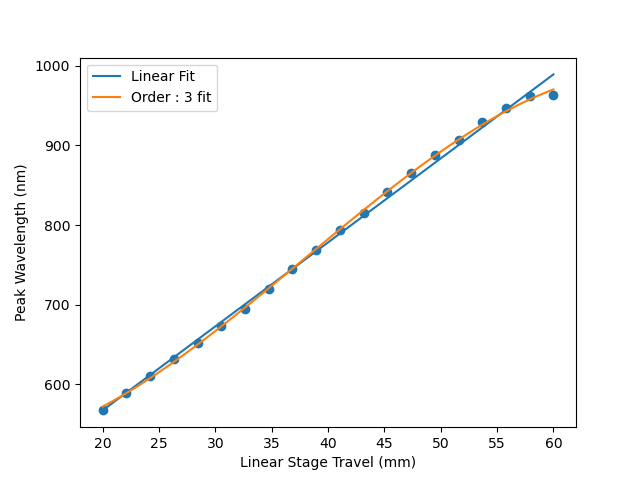 Linear Fit
Order : 3 fit
1000
900
800
700
600
Peak Wavelength (nm)
20 25 30 35 40 45 50 55 60
Linear Stage Travel (mm)